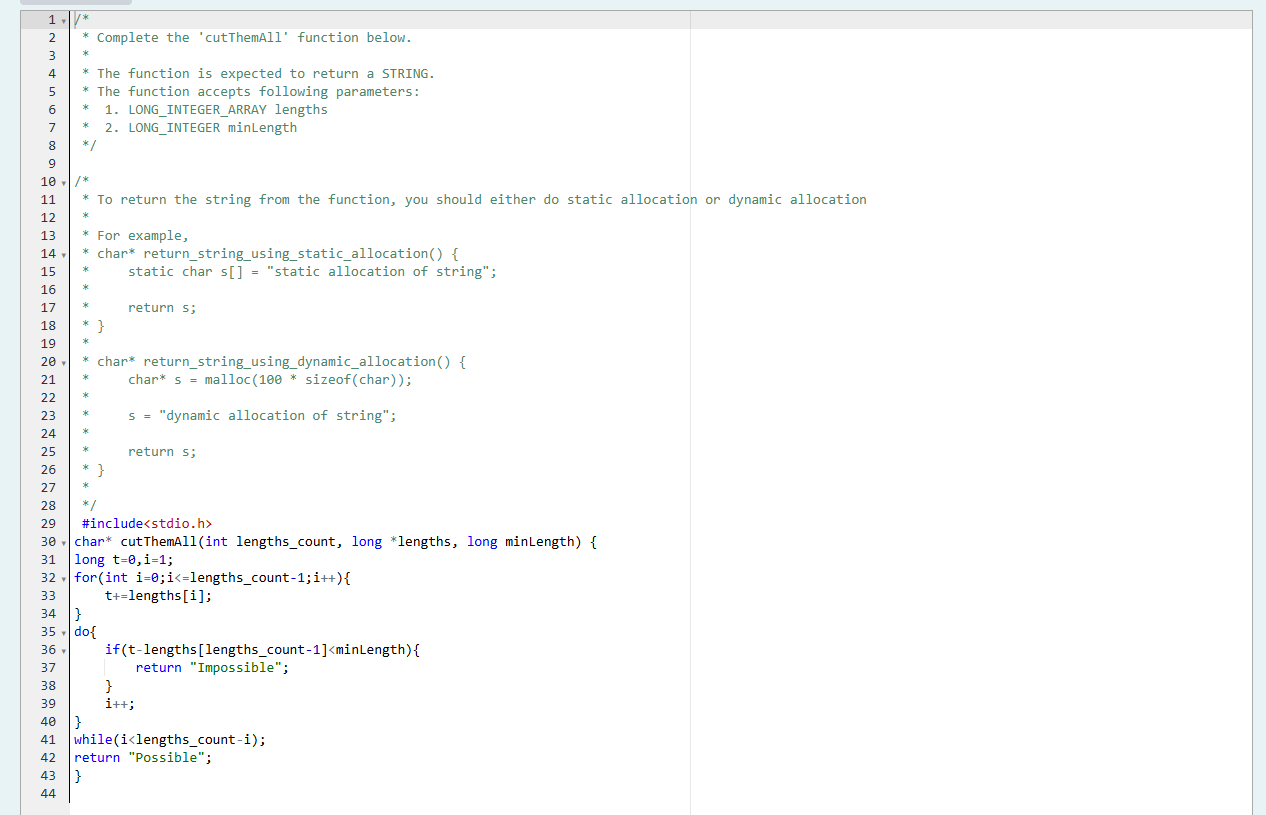 1 /*
2  * Complete the 'cutThemAll' function below.
3  *
4  * The function is expected to return a STRING.
5  * The function accepts following parameters:
6  *  1. LONG_INTEGER_ARRAY lengths
7  *  2. LONG_INTEGER minLength
8  */
9
10 /*
11  * To return the string from the function, you should either do static allocation or dynamic allocation
12  *
13  * For example,
14  * char* return_string_using_static_allocation() {
15  *     static char s[] = "static allocation of string";
16  *
17  *     return s;
18  * }
19  *
20  * char* return_string_using_dynamic_allocation() {
21  *     char* s = malloc(100 * sizeof(char));
22  *
23  *     s = "dynamic allocation of string";
24  *
25  *     return s;
26  * }
27  *
28  */
29  #include<stdio.h>
30 char* cutThemAll(int lengths_count, long *lengths, long minLength) {
31 long t=0,i=1;
32 for(int i=0;i<=lengths_count-1;i++){
33     t+=lengths[i];
34 }
35 do{
36     if(t-lengths[lengths_count-1]<minLength){
37         return "Impossible";
38     }
39     i++;
40 }
41 while(i<lengths_count-i);
42 return "Possible";
43 }
44